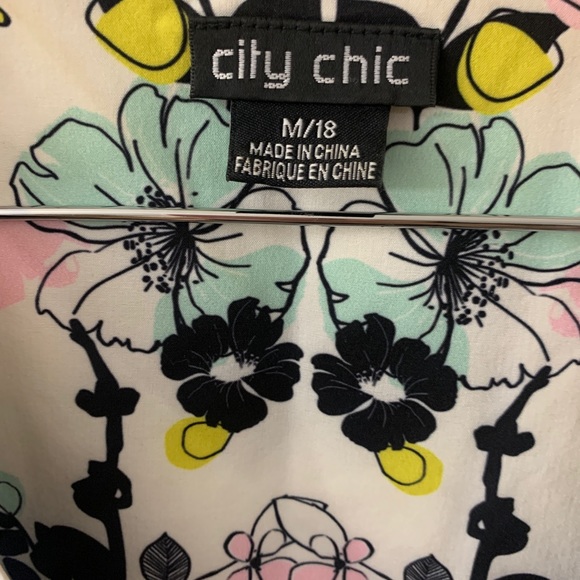 city chic
M/18
MADE IN CHINA
FABRIQUE EN CHINE